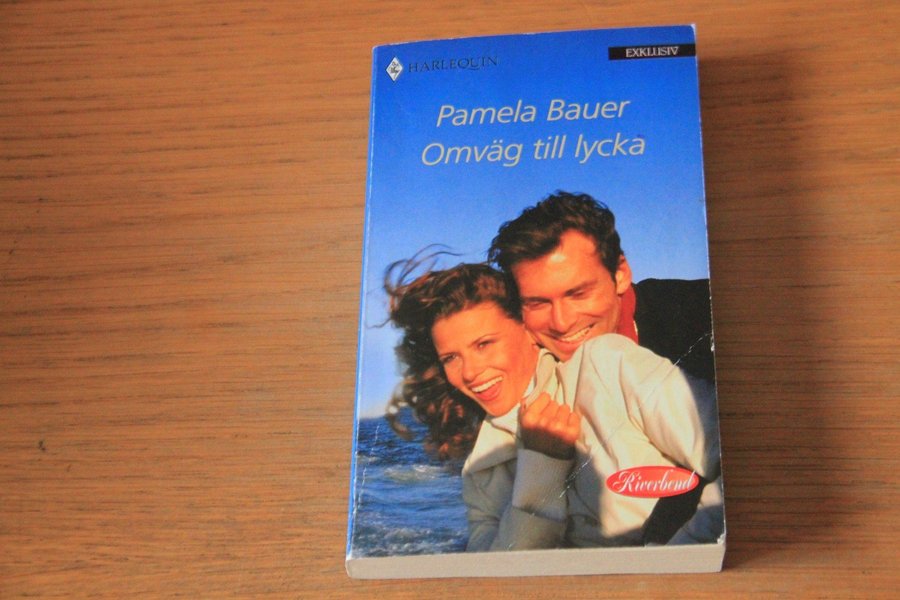 HARLEQUIN
EXKLUSIV
Pamela Bauer
Omväg till lycka
Riverbend